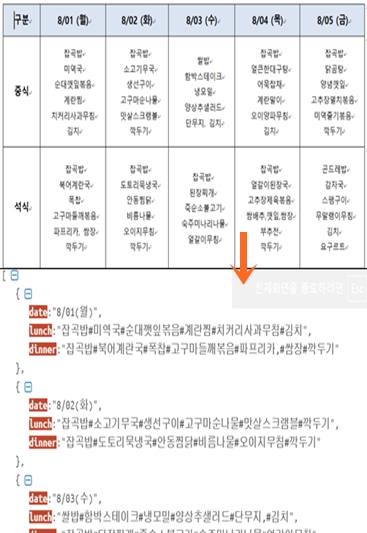 구분 8/01 (월) 8/02 (화) 8/03 (수) 8/04 (목) 8/05 (금)
중식
잡곡밥
미역국
순대깻잎볶음
계란찜
치커리사과무침
김치
잡곡밥
소고기무국
생선구이
고구마순나물
맛살스크램블
깍두기
쌀밥
함박스테이크
냉모밀
양상추샐러드
단무지, 김치
잡곡밥
얼큰한대구탕
어묵잡채
계란말이
오이양파무침
김치
잡곡밥
닭곰탕
양념깻잎
고추장멸치볶음
미역줄기볶음
깍두기
석식
잡곡밥
북어계란국
폭찹
고구마들깨볶음
파프리카, 쌈장
깍두기
잡곡밥
도토리묵냉국
안동찜닭
비름나물
오이지무침
깍두기
잡곡밥
된장찌개
죽순소불고기
숙주미나리나물
열갈이무침
잡곡밥
열갈이된장국
고추장제육볶음
쌈배추,깻잎,쌈장
부추전
깍두기
곤드레밥
감자국
스팸구이
무말랭이무침
김치
요구르트
전체화면을 종료하려면 Esc
[
{
date:"8/01(월)",
lunch:"잡곡밥#미역국#순대깻잎볶음#계란찜#치커리사과무침#김치",
dinner:"잡곡밥#북어계란국#폭찹#고구마들깨볶음#파프리카,#쌈장#깍두기"
},
{
date:"8/02(화)",
lunch:"잡곡밥#소고기무국#생선구이#고구마순나물#맛살스크램블#깍두기",
dinner:"잡곡밥#도토리묵냉국#안동찜닭#비름나물#오이지무침#깍두기"
},
{
date:"8/03(수)",
lunch:"쌀밥#함박스테이크#냉모밀#양상추샐러드#단무지,#김치",